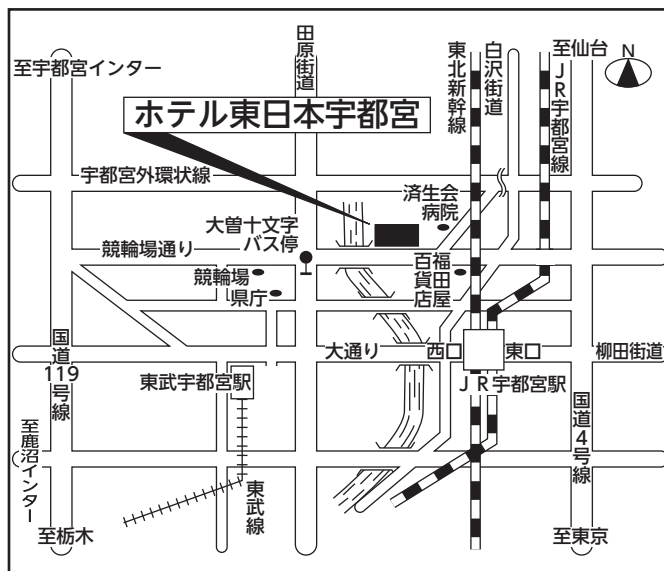 至宇都宮インター
田原街道
東北新幹線
白沢街道
至仙台
JR宇都宮線
N
ホテル東日本宇都宮
宇都宮外環状線
済生会
病院
大曽十文字
バス停
競輪場通り
競輪場
県庁
福田屋
百貨店
国道119号線
大通り
西口
東口
柳田街道
東武宇都宮駅
JR宇都宮駅
国道4号線
至鹿沼インター
東武線
至栃木
至東京